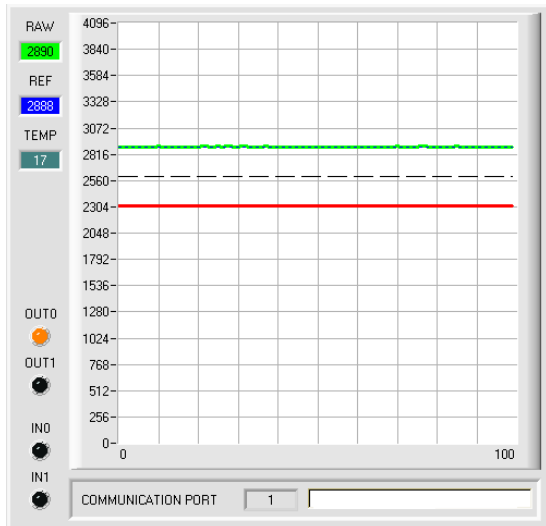 RAW
2890
REF
2888
TEMP
17
OUT0
OUT1
IN0
IN1
4096
3840
3584
3328
3072
2816
2560
2304
2048
1792
1536
1280
1024
768
512
256
0
0 100
COMMUNICATION PORT 1